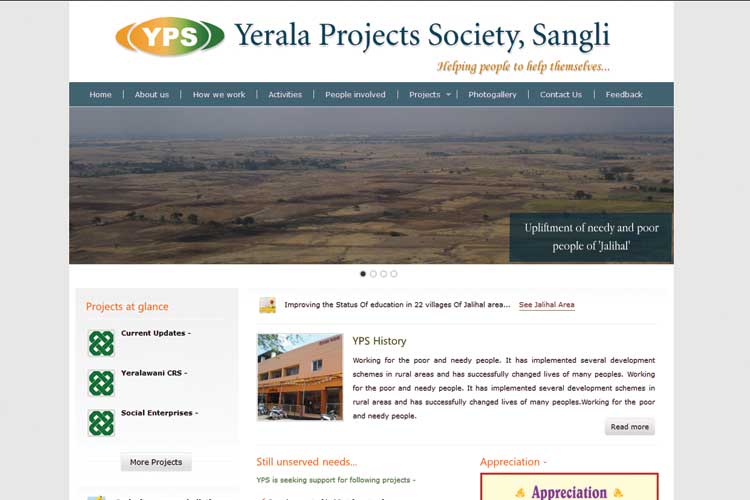 YPS Yerala Projects Society, Sangli
Helping people to help themselves...
Home About us How we work Activities People involved Projects Photogallery Contact Us Feedback
Upliftment of needy and poor
people of 'Jalihal'
Projects at glance
Current Updates -
Yeralawani CRS -
Social Enterprises -
More Projects
Improving the Status Of education in 22 villages Of Jalihal area... See Jalihal Area
YPS History
Working for the poor and needy people. It has implemented several development
schemes in rural areas and has successfully changed lives of many peoples. Working
for the poor and needy people. It has implemented several development schemes in
rural areas and has successfully changed lives of many peoples.Working for the poor
and needy people.
Read more
Still unserved needs...
YPS is seeking support for following projects -
Appreciation -
Appreciation